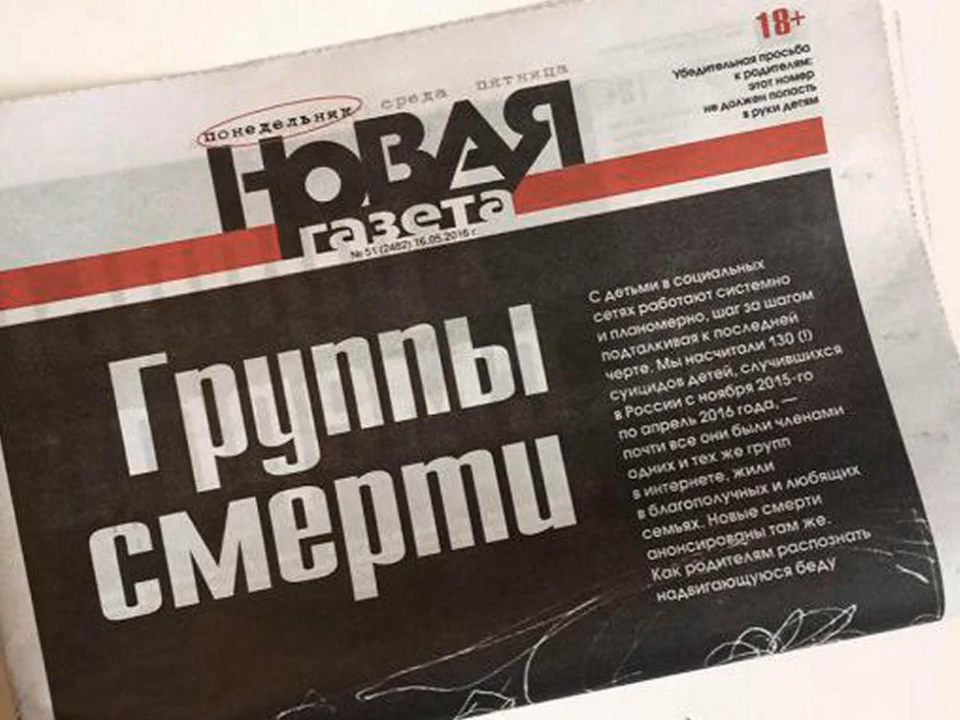 18+
Убедительная просьба
к родителям:
этот номер
не должен попасть
в руки детям
понедельник среда пятница
НОВАЯ
газета
№ 51 (2482) 16.05.2016 г.
Группы
смерти
С детьми в социальных
сетях работают системно
и планомерно, шаг за шагом
подталкивая к последней
черте. Мы насчитали 130 (!)
суицидов детей, случившихся
в России с ноября 2015-го
по апрель 2016 года, —
почти все они были членами
одних и тех же групп
в интернете, жили
в благополучных и любящих
семьях. Новые смерти
анонсированы там же.
Как родителям распознать
надвигающуюся беду